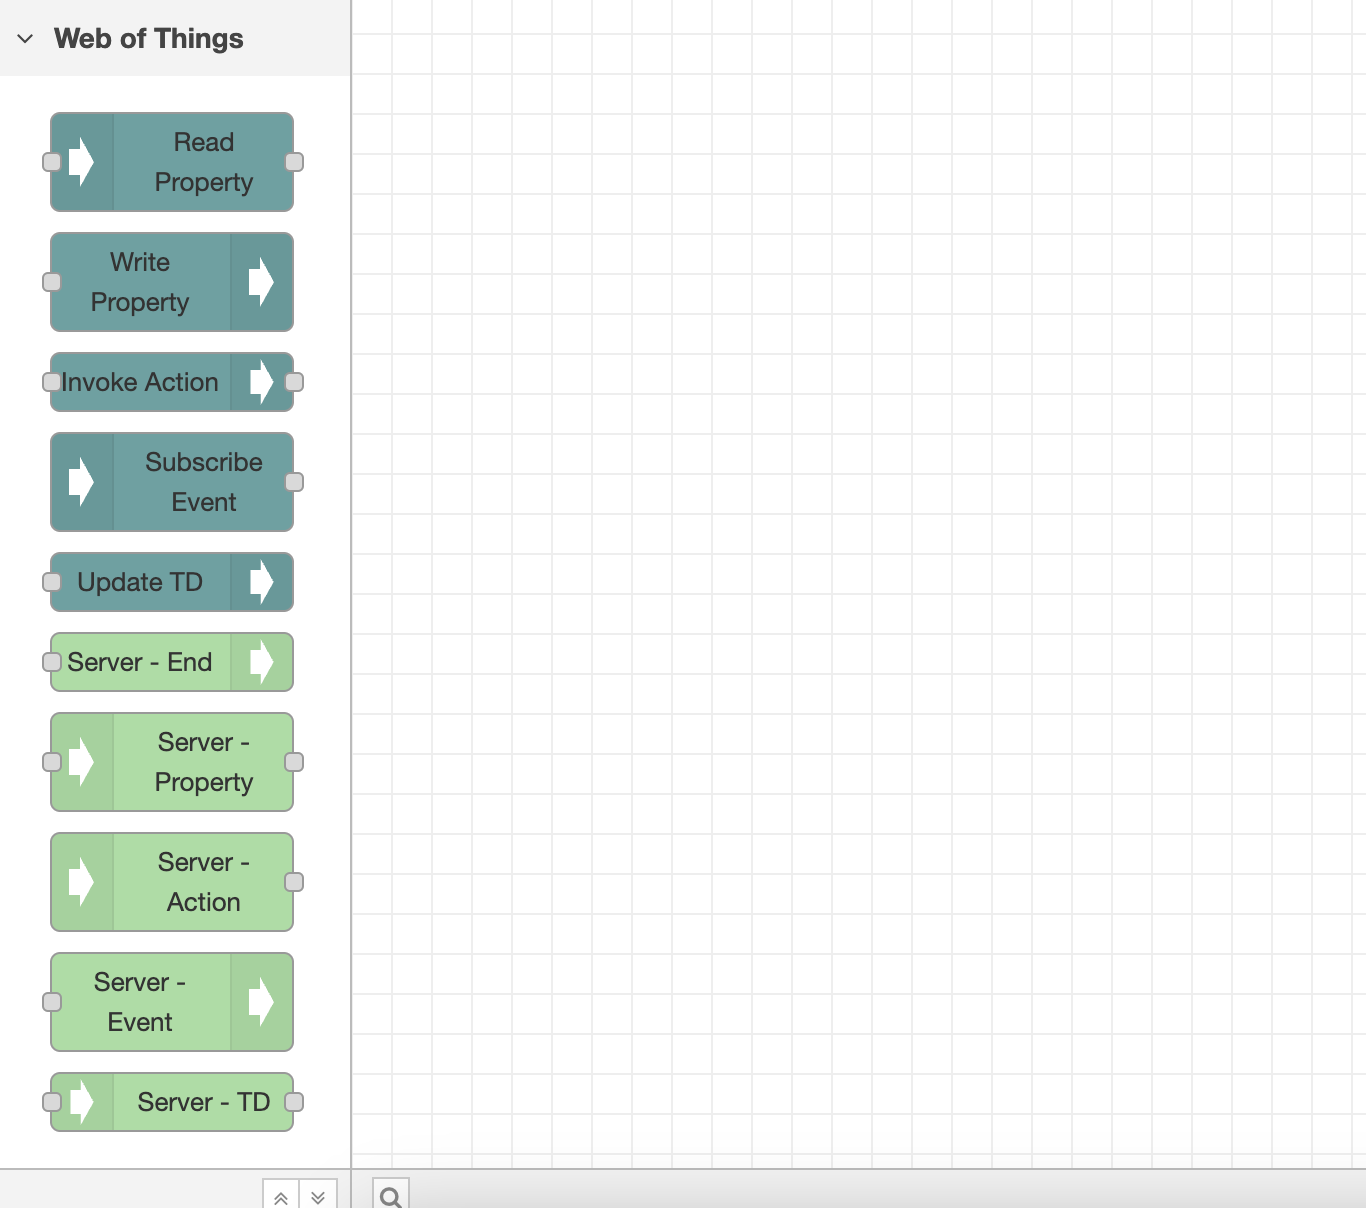 Web of Things
Read
Property
Write
Property
Invoke Action
Subscribe
Event
Update TD
Server - End
Server -
Property
Server -
Action
Server -
Event
Server - TD